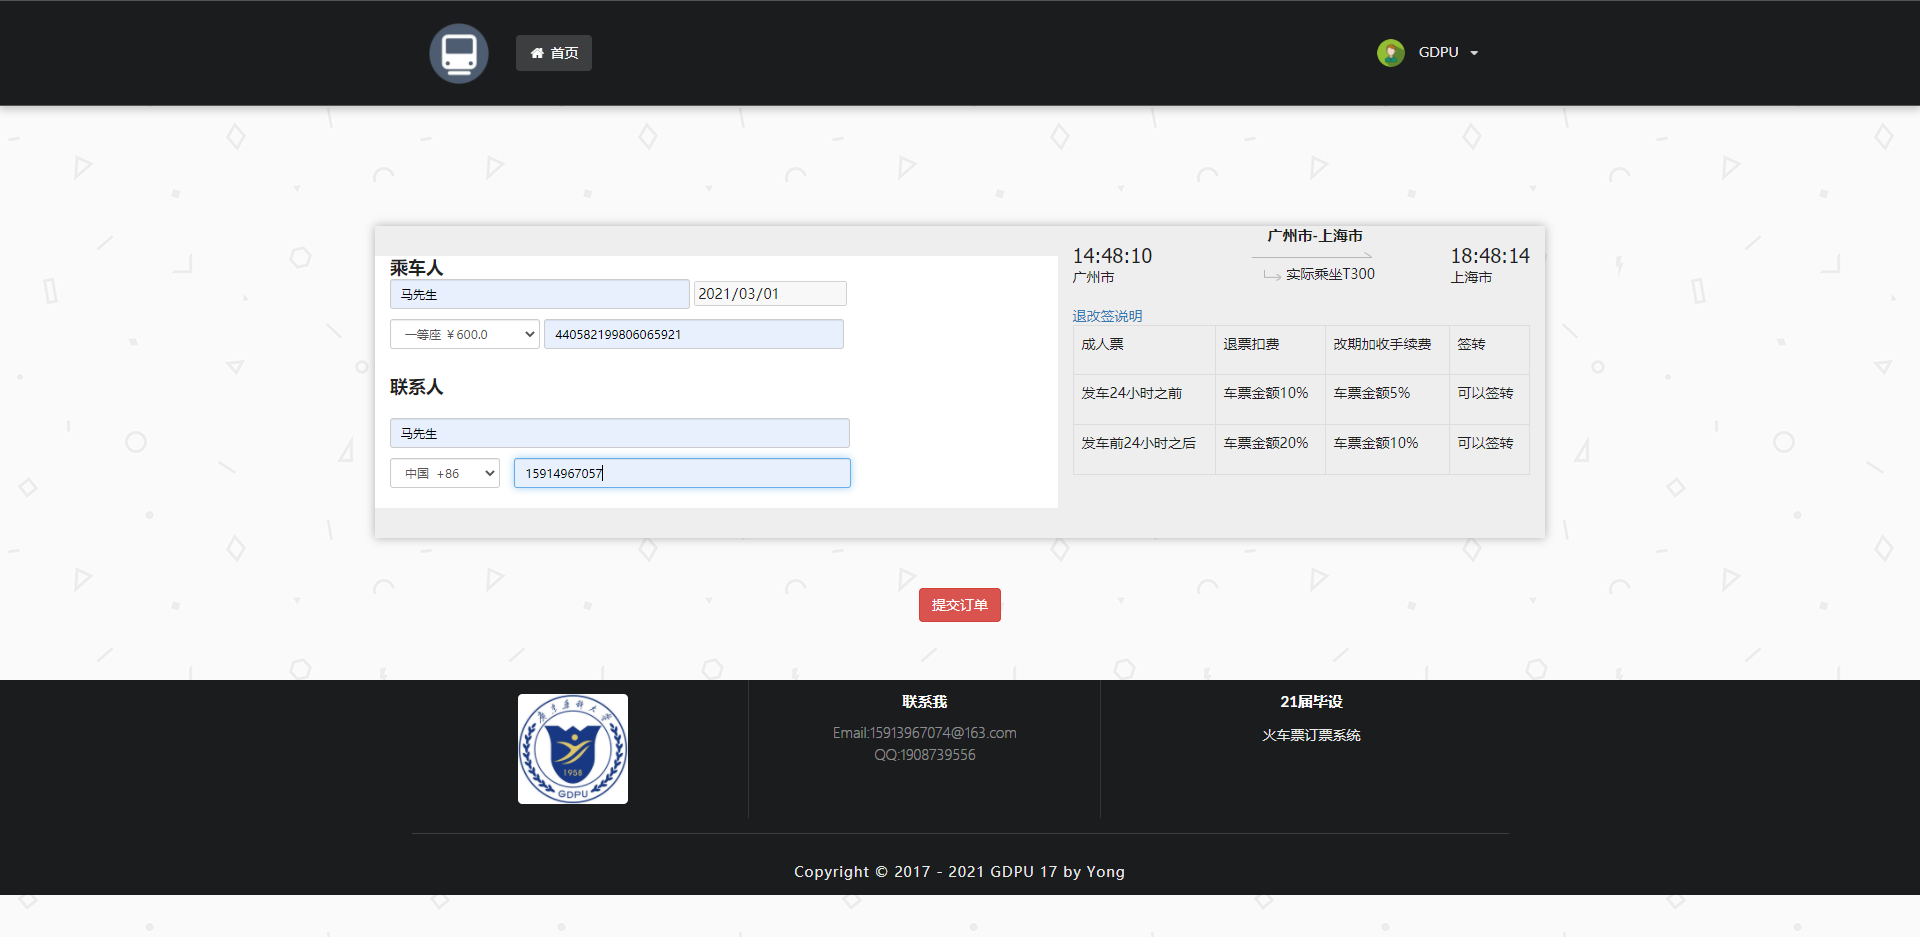 首页
GDPU
乘车人
马先生 2021/03/01
一等座 ￥600.0 440582199806065921
联系人
马先生
中国 +86 15914967057
广州市-上海市
14:48:10 18:48:14
广州市 实际乘坐T300 上海市
退改签说明
成人票 退票扣费 改期加收手续费 签转
发车24小时之前 车票金额10% 车票金额5% 可以签转
发车前24小时之后 车票金额20% 车票金额10% 可以签转
提交订单
1958
GDPU
联系我
Email:15913967074@163.com
QQ:1908739556
21届毕设
火车票订票系统
Copyright © 2017 - 2021 GDPU 17 by Yong